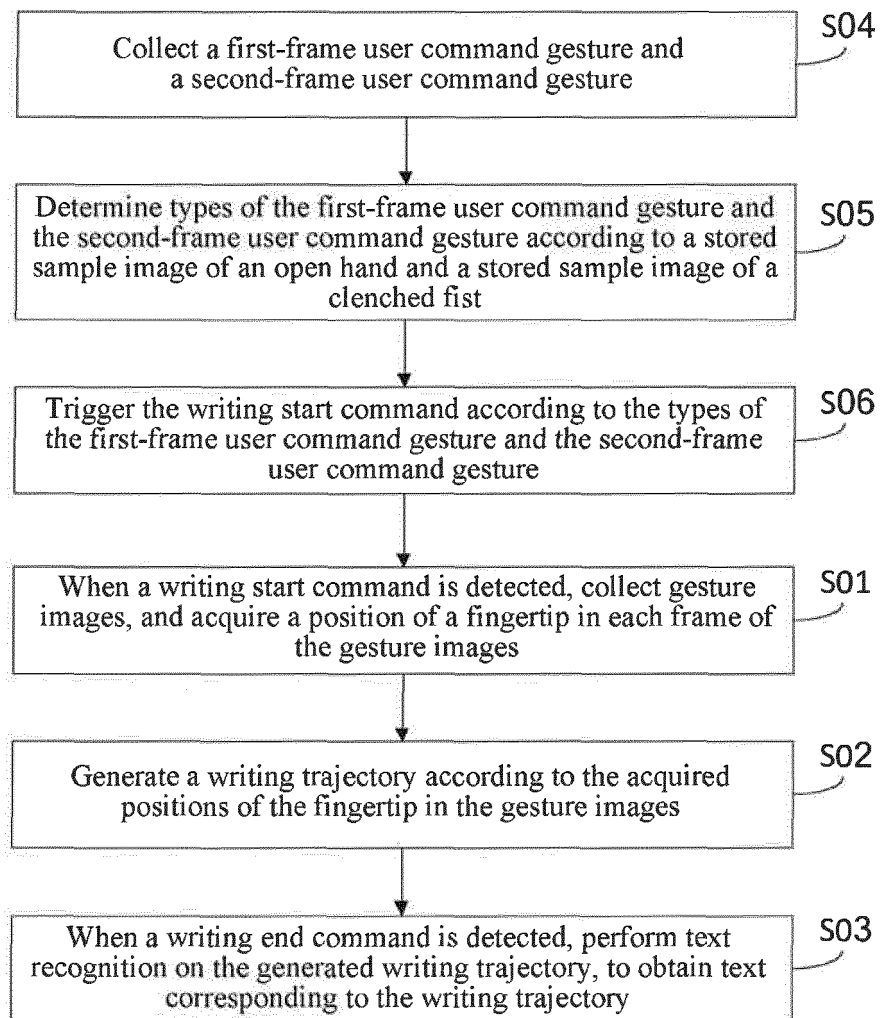 S04
Collect a first-frame user command gesture and
a second-frame user command gesture
Determine types of the first-frame user command gesture and
the second-frame user command gesture according to a stored
sample image of an open hand and a stored sample image of a
clenched fist
S05
Trigger the writing start command according to the types of
the first-frame user command gesture and the second-frame
user command gesture
S06
When a writing start command is detected, collect gesture
images, and acquire a position of a fingertip in each frame of
the gesture images
S01
Generate a writing trajectory according to the acquired
positions of the fingertip in the gesture images
S02
When a writing end command is detected, perform text
recognition on the generated writing trajectory, to obtain text
corresponding to the writing trajectory
S03